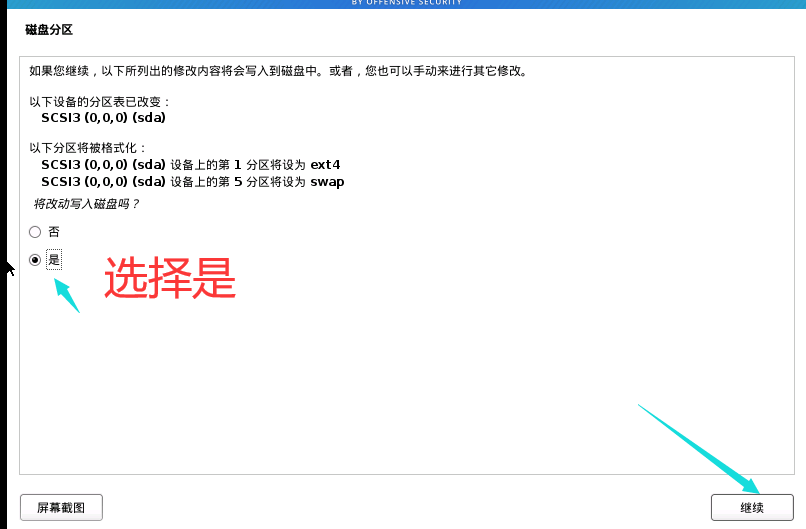 BY OFFENSIVE SECURITY
磁盘分区
如果您继续，以下所列出的修改内容将会写入到磁盘中。或者，您也可以手动来进行其它修改。
以下设备的分区表已改变：
SCSI3 (0,0,0) (sda)
以下分区将被格式化：
SCSI3 (0,0,0) (sda) 设备上的第 1 分区将设为 ext4
SCSI3 (0,0,0) (sda) 设备上的第 5 分区将设为 swap
将改动写入磁盘吗？
否
是
选择是
屏幕截图
继续